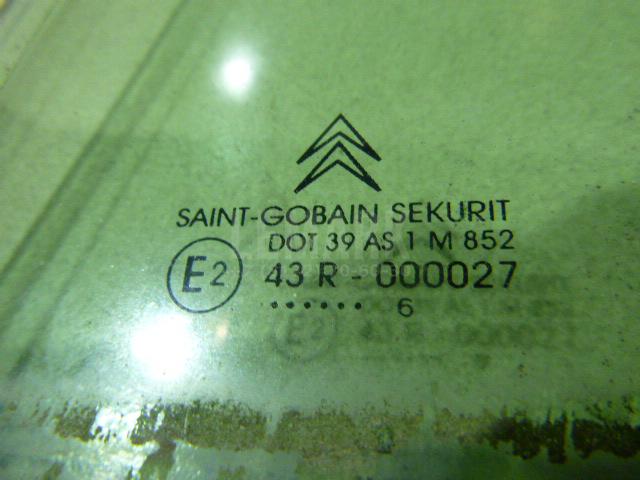 SAINT-GOBAIN SEKURIT
DOT 39 AS 1 M 852
E2 43 R - 000027
...... 6